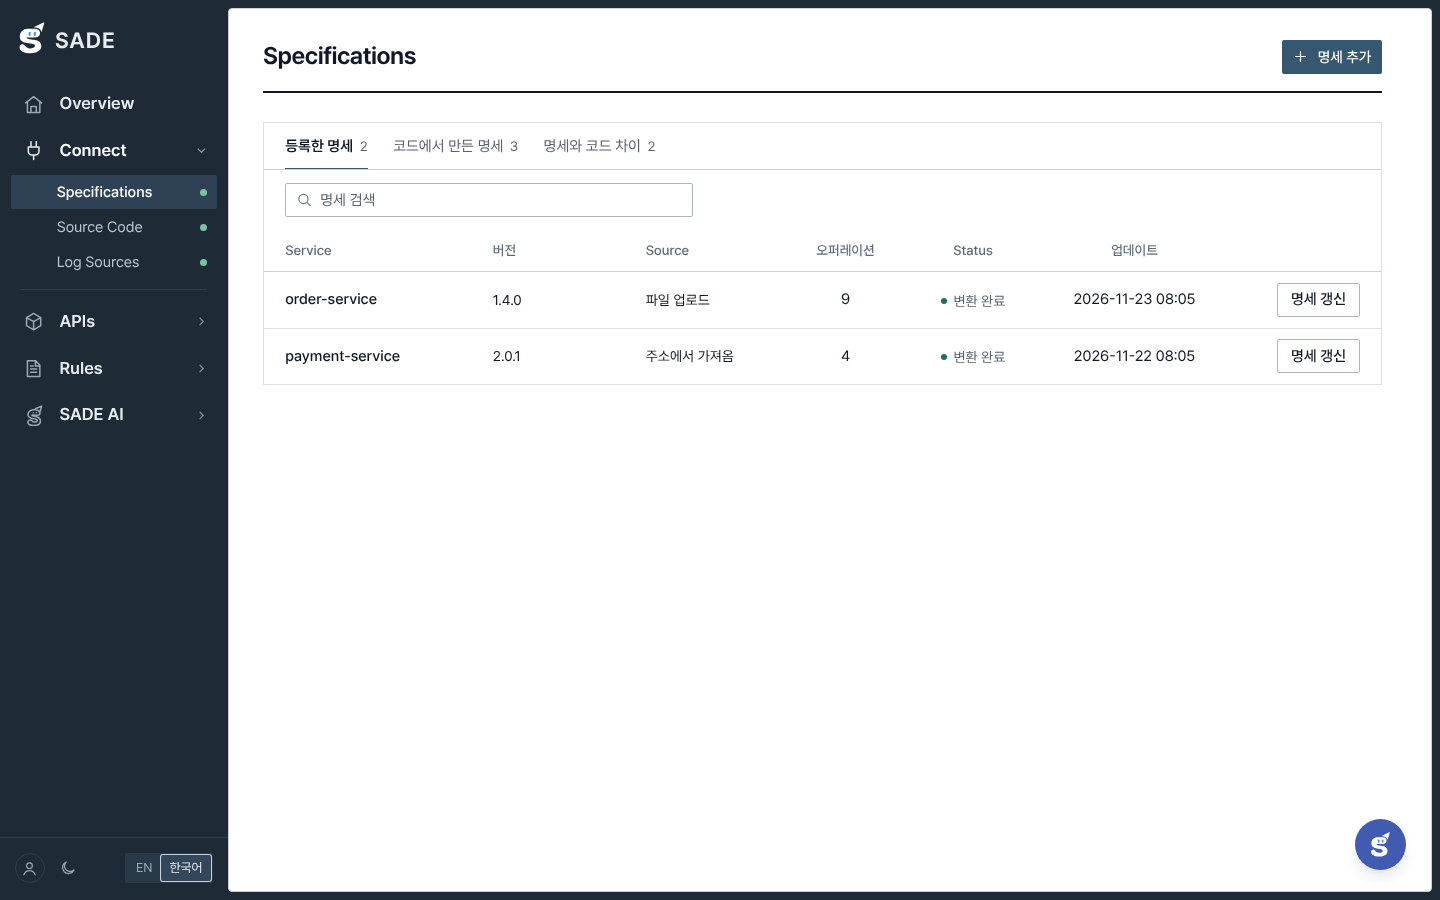 SADE
Overview
Connect
Specifications
Source Code
Log Sources
APIs
Rules
SADE AI
EN 한국어
Specifications
명세 추가
등록한 명세 2 코드에서 만든 명세 3 명세와 코드 차이 2
명세 검색
Service 버전 Source 오퍼레이션 Status 업데이트
order-service 1.4.0 파일 업로드 9 변환 완료 2026-11-23 08:05 명세 갱신
payment-service 2.0.1 주소에서 가져옴 4 변환 완료 2026-11-22 08:05 명세 갱신